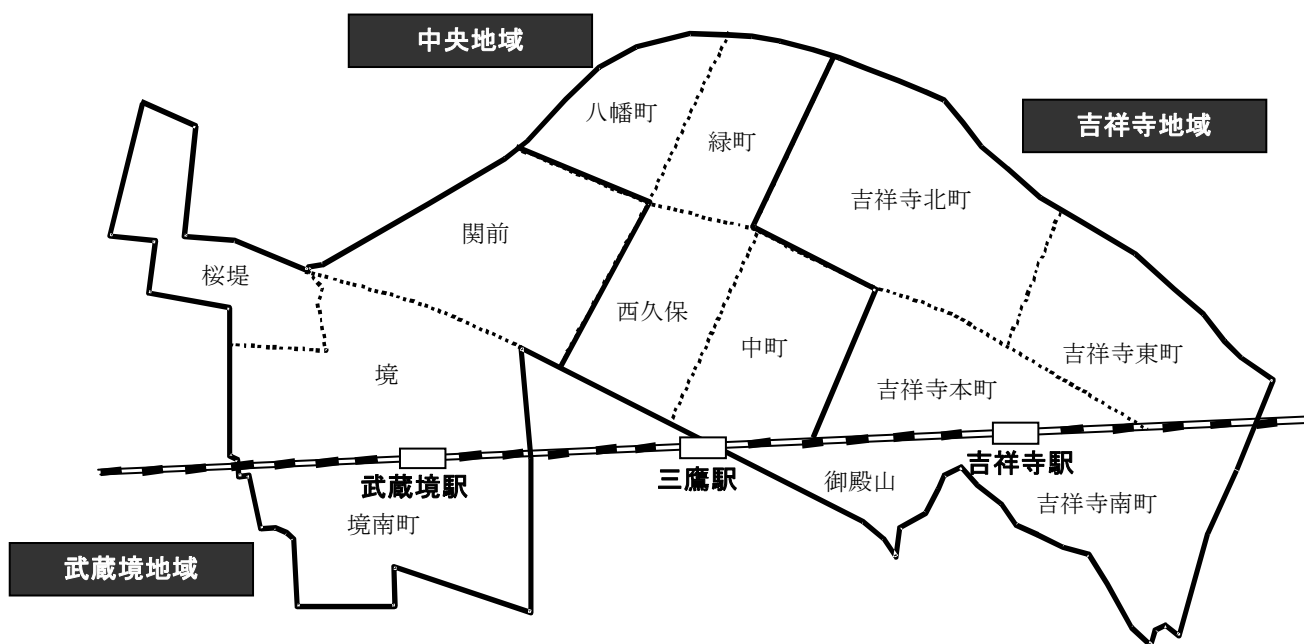 中央地域
八幡町
緑町
吉祥寺地域
吉祥寺北町
関前
桜堤
西久保
中町
吉祥寺東町
境
吉祥寺本町
武蔵境駅
三鷹駅
吉祥寺駅
御殿山
吉祥寺南町
境南町
武蔵境地域